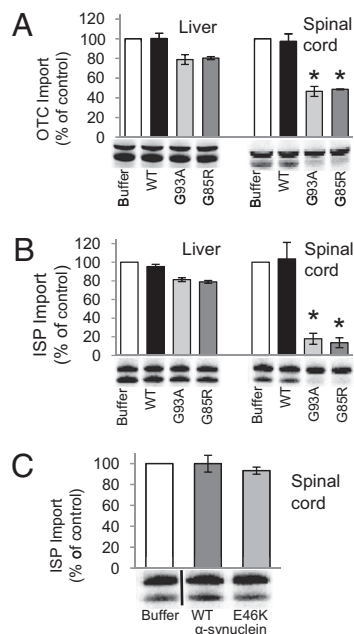 A
Liver
Spinal
cord
OTC Import
(% of control)
120
100
80
60
40
20
0
* *
Buffer
WT
G93A
G85R
Buffer
WT
G93A
G85R
B
Liver
Spinal
cord
ISP Import
(% of control)
120
100
80
60
40
20
0
* *
Buffer
WT
G93A
G85R
Buffer
WT
G93A
G85R
C
Spinal
cord
ISP Import
(% of control)
120
100
80
60
40
20
0
Buffer WT E46K
α-synuclein